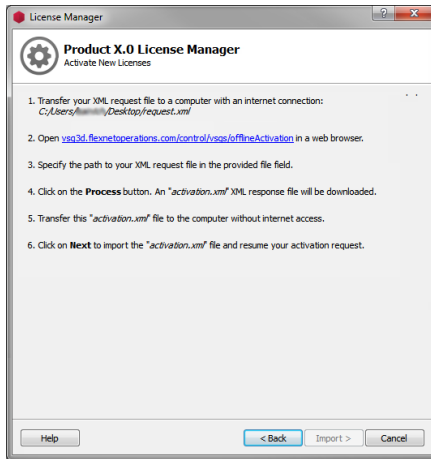 License Manager
Product X.0 License Manager
Activate New Licenses
1. Transfer your XML request file to a computer with an internet connection:
C:/Users/ /Desktop/request.xml
2. Open vsg3d.flexnetoperations.com/control/vsgs/offlineActivation in a web browser.
3. Specify the path to your XML request file in the provided file field.
4. Click on the Process button. An "activation.xml" XML response file will be downloaded.
5. Transfer this "activation.xml" file to the computer without internet access.
6. Click on Next to import the "activation.xml" file and resume your activation request.
Help
< Back
Import >
Cancel